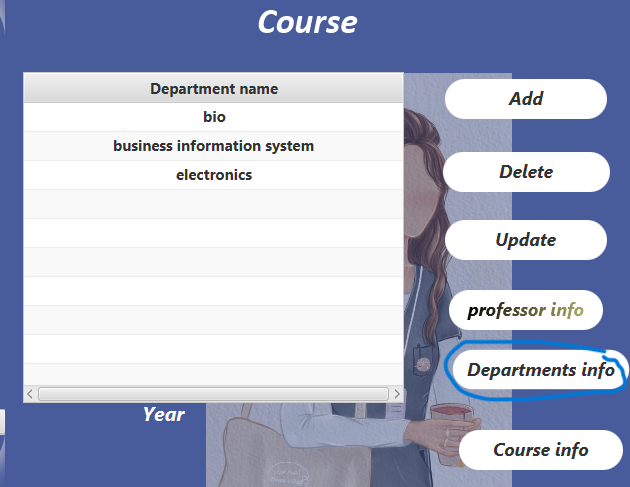 Course
Department name
bio
business information system
electronics
Add
Delete
Update
professor info
Departments info
Course info
Year